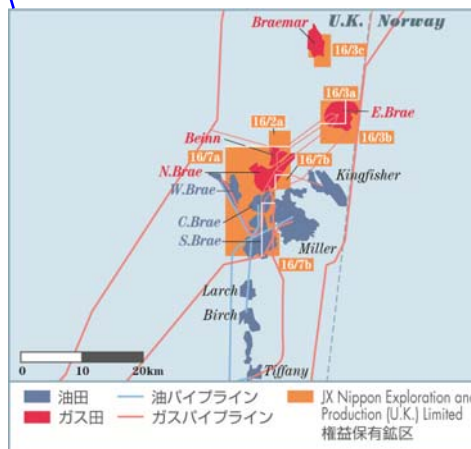 U.K. Norway
Braemar
16/3c
16/3a
E.Brae
16/2a
16/3b
Beinn
16/7a
16/7b
N.Brae
Kingfisher
W.Brae
C.Brae
S.Brae
Miller
16/7b
Larch
Birch
Tiffany
0 10 20km
油田 油パイプライン JX Nippon Exploration and
ガス田 ガスパイプライン Production (U.K.) Limited
権益保有鉱区